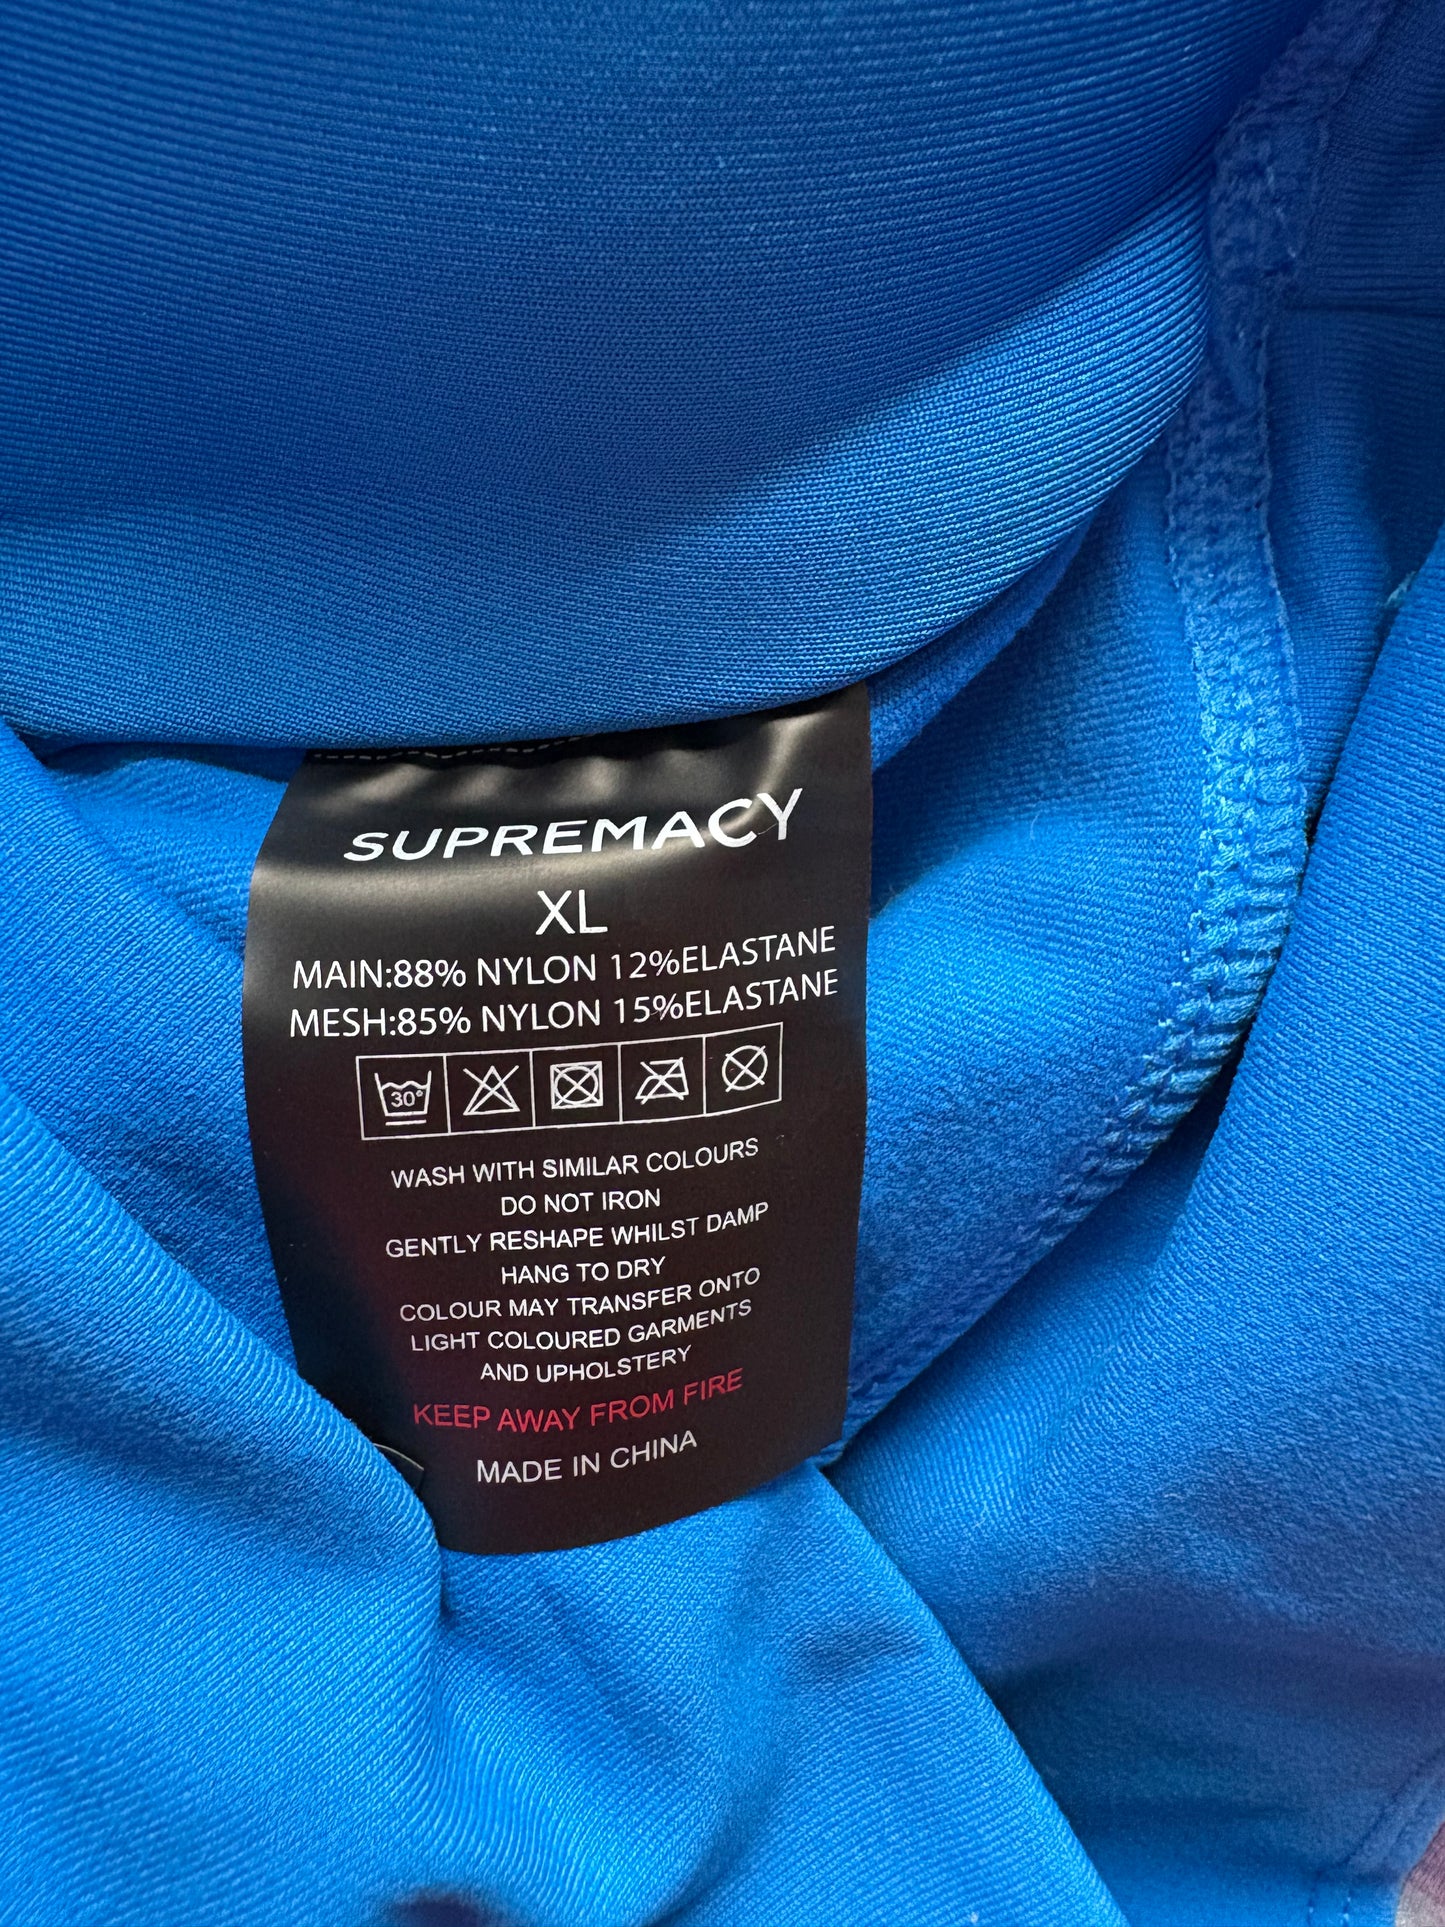 SUPREMACY
XL
MAIN:88% NYLON 12%ELASTANE
MESH:85% NYLON 15%ELASTANE
30°
WASH WITH SIMILAR COLOURS
DO NOT IRON
GENTLY RESHAPE WHILST DAMP
HANG TO DRY
COLOUR MAY TRANSFER ONTO
LIGHT COLOURED GARMENTS
AND UPHOLSTERY
KEEP AWAY FROM FIRE
MADE IN CHINA